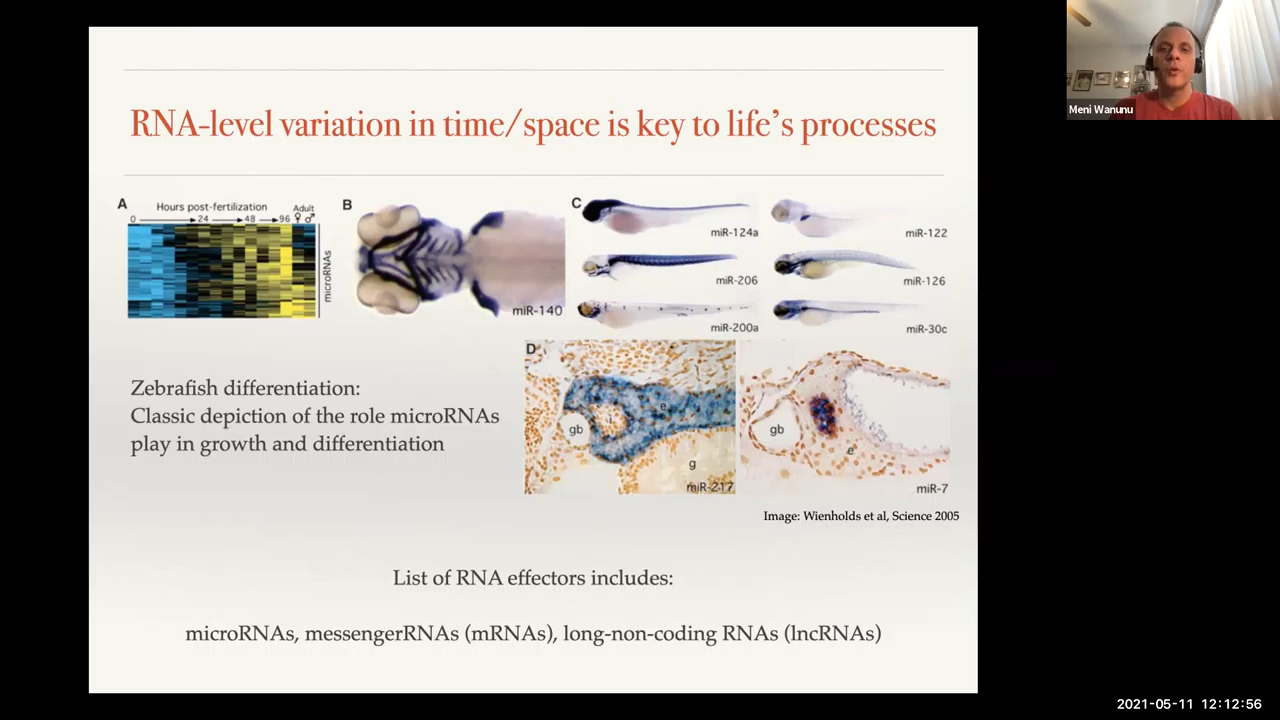 RNA-level variation in time/space is key to life's processes
A
Hours post-fertilization
Adult
0 24 48 96 ♀ ♂
microRNAs
B
miR-140
C
miR-124a
miR-122
miR-206
miR-126
miR-200a
miR-30c
Zebrafish differentiation:
Classic depiction of the role microRNAs
play in growth and differentiation
D
gb
i
e
g
miR-217
gb
e
miR-7
Image: Wienholds et al, Science 2005
List of RNA effectors includes:
microRNAs, messengerRNAs (mRNAs), long-non-coding RNAs (lncRNAs)
Meni Wanunu
2021-05-11 12:12:56